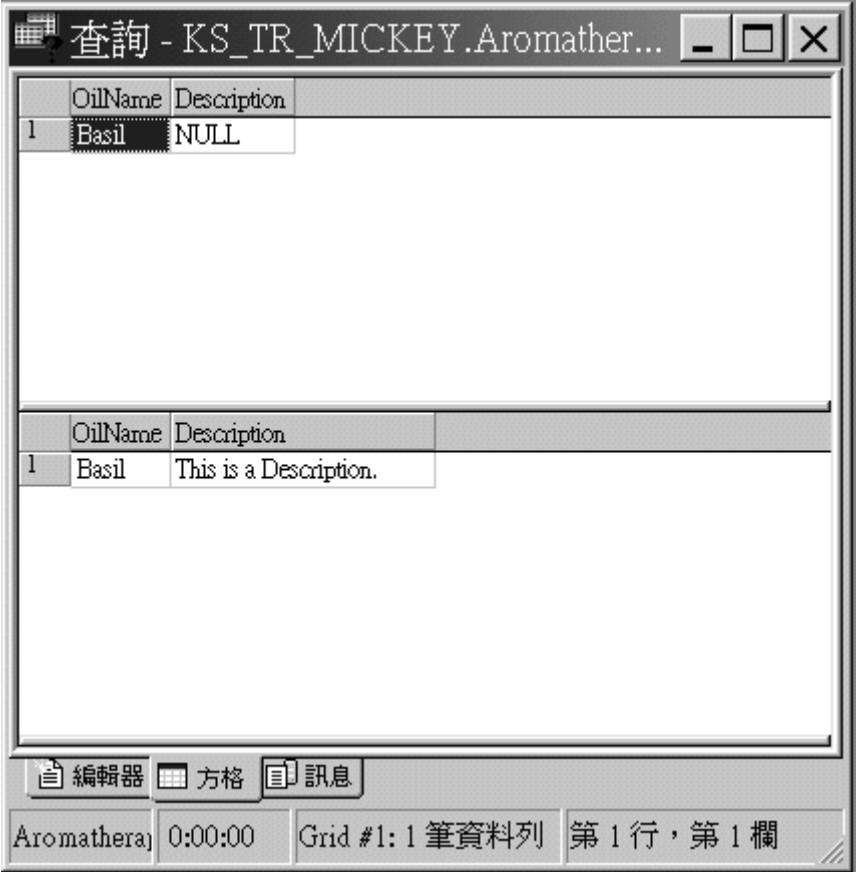 查詢 - KS_TR_MICKEY.Aromather...
OilName Description
1 Basil NULL
OilName Description
1 Basil This is a Description.
編輯器 方格 訊息
Aromatherap 0:00:00 Grid #1: 1 筆資料列 第 1 行，第 1 欄